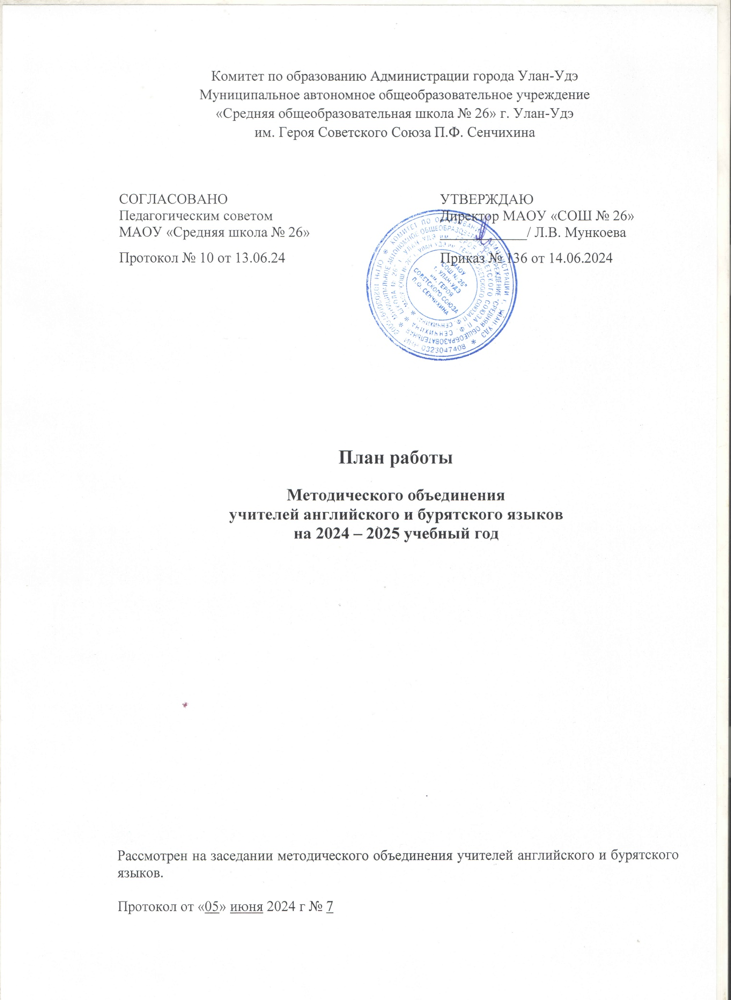 Комитет по образованию Администрации города Улан-Удэ
Муниципальное автономное общеобразовательное учреждение
«Средняя общеобразовательная школа № 26» г. Улан-Удэ
им. Героя Советского Союза П.Ф. Сенчихина
СОГЛАСОВАНО
Педагогическим советом
МАОУ «Средняя школа № 26»
Протокол № 10 от 13.06.24
УТВЕРЖДАЮ
Директор МАОУ «СОШ № 26»
____________/ Л.В. Мункоева
Приказ № 136 от 14.06.2024
МАОУ
"СОШ № 26"
г. УЛАН-УДЭ
им. ГЕРОЯ
СОВЕТСКОГО СОЮЗА
П.Ф. СЕНЧИХИНА
ИНН 0323047408
План работы
Методического объединения
учителей английского и бурятского языков
на 2024 – 2025 учебный год
Рассмотрен на заседании методического объединения учителей английского и бурятского
языков.
Протокол от «05» июня 2024 г № 7